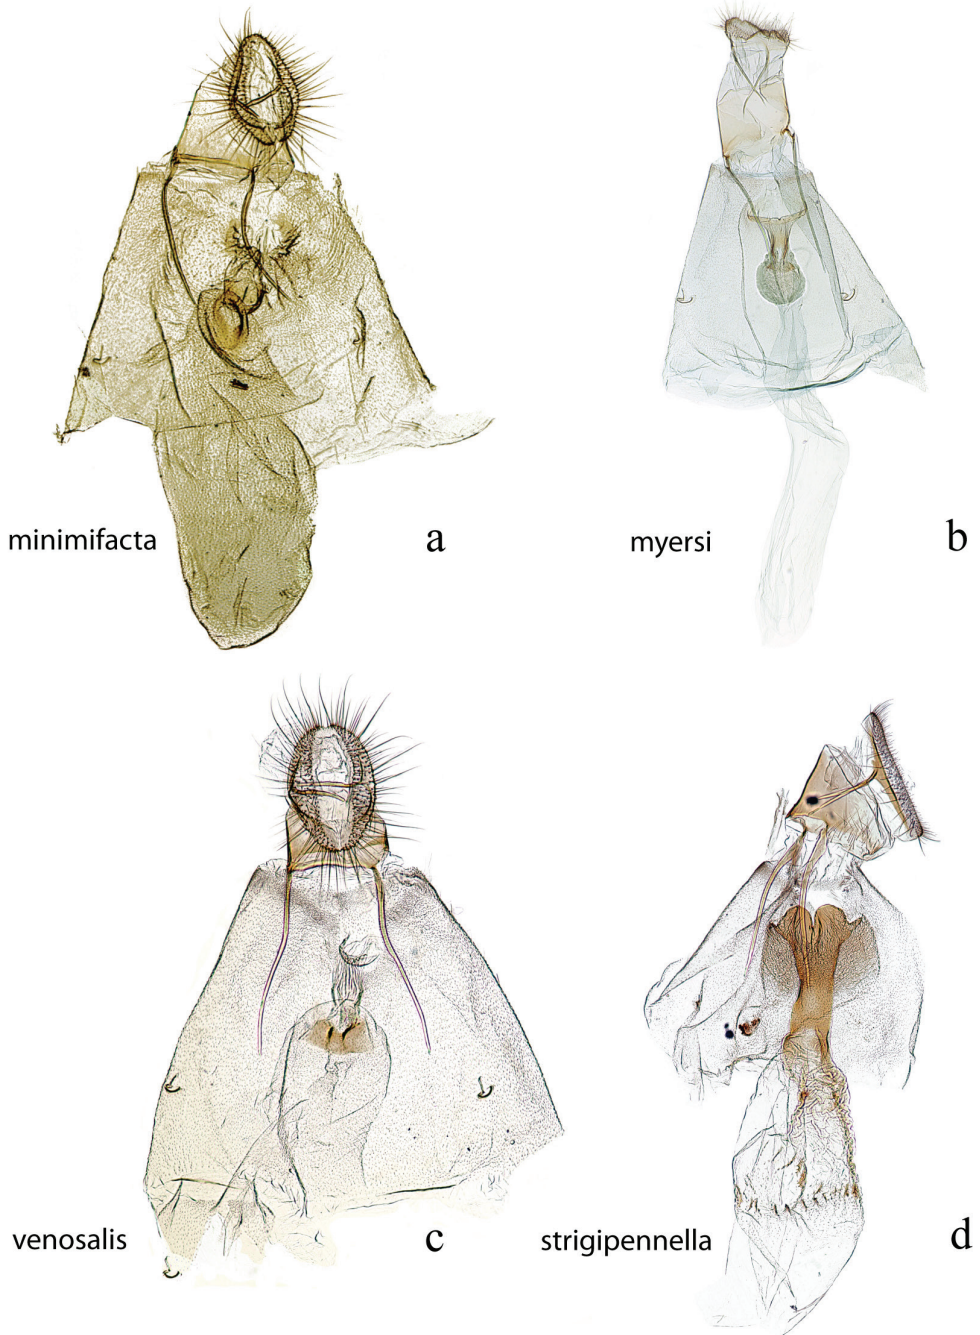 minimifacta
a
myersi
b
venosalis
c
strigipennella
d